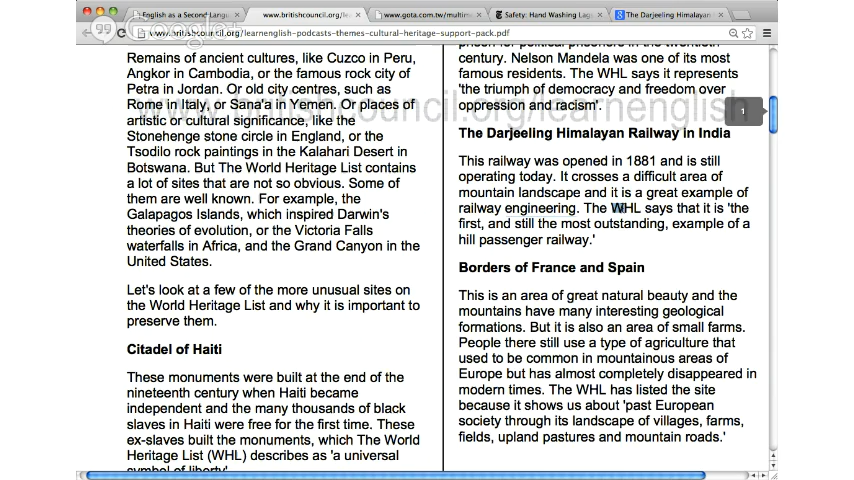 English as a Second Langu
www.britishcouncil.org/le
www.gota.com.tw/multim
Safety: Hand Washing Lags
The Darjeeling Himalayan
www.britishcouncil.org/learnenglish-podcasts-themes-cultural-heritage-support-pack.pdf
Remains of ancient cultures, like Cuzco in Peru,
Angkor in Cambodia, or the famous rock city of
Petra in Jordan. Or old city centres, such as
Rome in Italy, or Sana'a in Yemen. Or places of
artistic or cultural significance, like the
Stonehenge stone circle in England, or the
Tsodilo rock paintings in the Kalahari Desert in
Botswana. But The World Heritage List contains
a lot of sites that are not so obvious. Some of
them are well known. For example, the
Galapagos Islands, which inspired Darwin's
theories of evolution, or the Victoria Falls
waterfalls in Africa, and the Grand Canyon in the
United States.
Let's look at a few of the more unusual sites on
the World Heritage List and why it is important to
preserve them.
Citadel of Haiti
These monuments were built at the end of the
nineteenth century when Haiti became
independent and the many thousands of black
slaves in Haiti were free for the first time. These
ex-slaves built the monuments, which The World
Heritage List (WHL) describes as 'a universal
symbol of liberty'.
prison for political prisoners in the twentieth
century. Nelson Mandela was one of its most
famous residents. The WHL says it represents
'the triumph of democracy and freedom over
oppression and racism'.
The Darjeeling Himalayan Railway in India
This railway was opened in 1881 and is still
operating today. It crosses a difficult area of
mountain landscape and it is a great example of
railway engineering. The WHL says that it is 'the
first, and still the most outstanding, example of a
hill passenger railway.'
Borders of France and Spain
This is an area of great natural beauty and the
mountains have many interesting geological
formations. But it is also an area of small farms.
People there still use a type of agriculture that
used to be common in mountainous areas of
Europe but has almost completely disappeared in
modern times. The WHL has listed the site
because it shows us about 'past European
society through its landscape of villages, farms,
fields, upland pastures and mountain roads.'
1
Google+